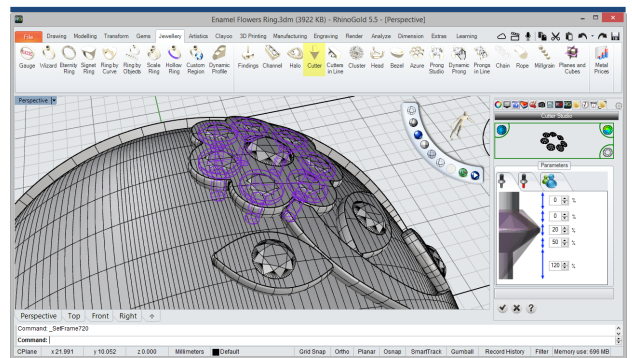 Enamel Flowers Ring.3dm (3922 KB) - RhinoGold 5.5 - [Perspective]
File Drawing Modelling Transform Gems Jewellery Artistics Clayoo 3D Printing Manufacturing Engraving Render Analyze Dimension Extras Learning
Gauge Wizard Eternity Ring Signet Ring Ring by Curve Ring by Objects Scale Ring Hollow Ring Custom Region Dynamic Profile Findings Channel Halo Cutter Cutters in Line Cluster Head Bezel Azure Prong Studio Dynamic Prong Prongs in Line Chain Rope Millgrain Planes and Cutties Metal Prices
Perspective
Cutter Studio
Parameters
0 %
0 %
20 %
50 %
120 %
Perspective Top Front Right
Command: _SelFrame720
Command:
CPlane x 21.991 y 10.052 z 0.000 Millimeters Default Grid Snap Ortho Planar Osnap SmartTrack Gumball Record History Filter Memory use: 696 MB